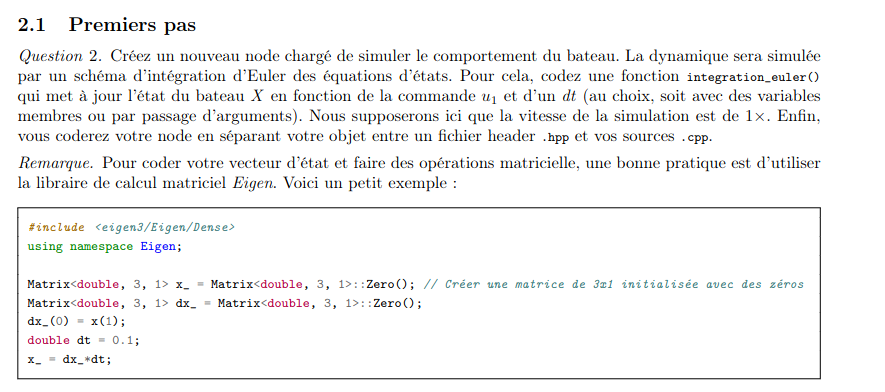 2.1 Premiers pas
Question 2. Créez un nouveau node chargé de simuler le comportement du bateau. La dynamique sera simulée
par un schéma d'intégration d'Euler des équations d'états. Pour cela, codez une fonction integration_euler()
qui met à jour l'état du bateau X en fonction de la commande u₁ et d'un dt (au choix, soit avec des variables
membres ou par passage d'arguments). Nous supposerons ici que la vitesse de la simulation est de 1×. Enfin,
vous coderez votre node en séparant votre objet entre un fichier header .hpp et vos sources .cpp.
Remarque. Pour coder votre vecteur d'état et faire des opérations matricielle, une bonne pratique est d'utiliser
la libraire de calcul matriciel Eigen. Voici un petit exemple :
#include <eigen3/Eigen/Dense>
using namespace Eigen;
Matrix<double, 3, 1> x_ = Matrix<double, 3, 1>::Zero(); // Créer une matrice de 3x1 initialisée avec des zéros
Matrix<double, 3, 1> dx_ = Matrix<double, 3, 1>::Zero();
dx_(0) = x(1);
double dt = 0.1;
x_ = dx_*dt;